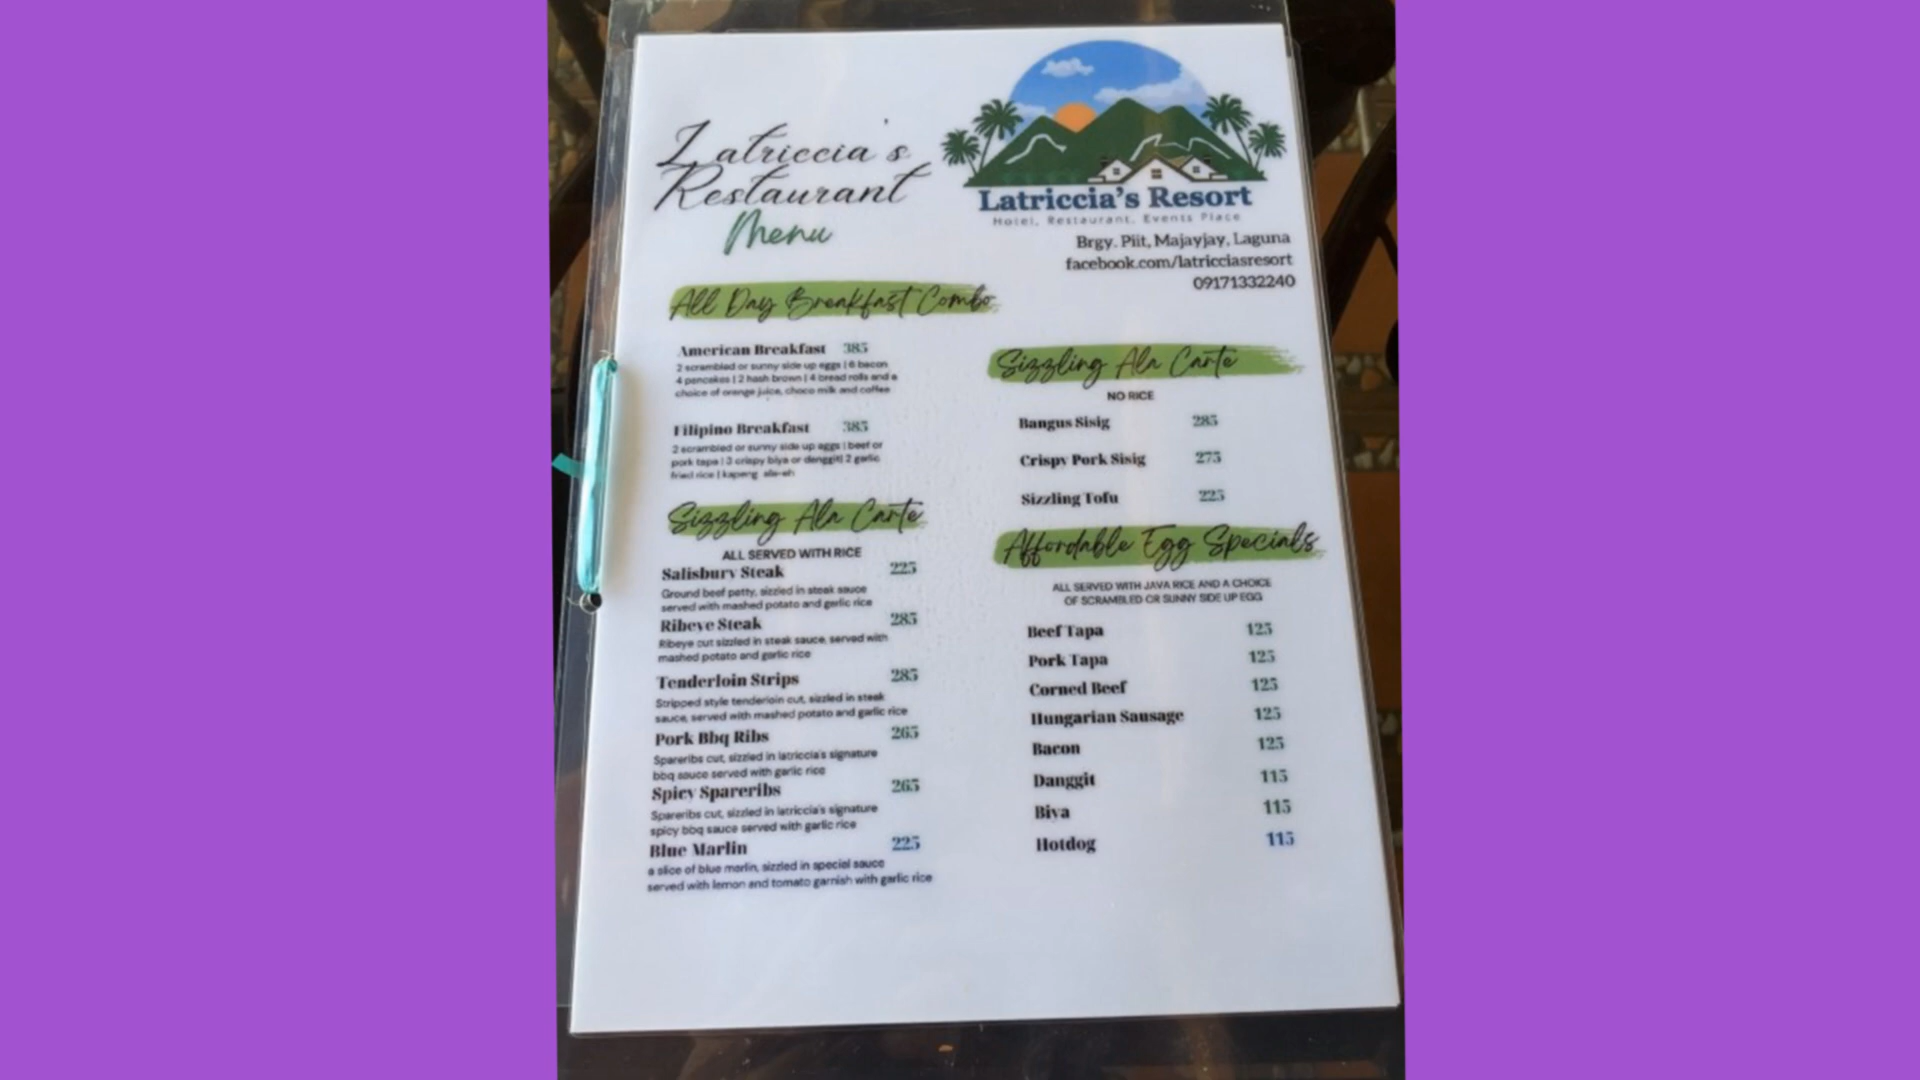 Latriccia's
Restaurant
Menu
Latriccia's Resort
Hotel, Restaurant, Events Place
Brgy. Piit, Majayjay, Laguna
facebook.com/latricciasresort
09171332240
All Day Breakfast Combo
American Breakfast 385
2 scrambled or sunny side up eggs | 6 bacon
4 pancakes | 2 hash brown | 4 bread rolls and a
choice of orange juice, choco milk and coffee
Filipino Breakfast 385
2 scrambled or sunny side up eggs | beef or
pork tapa | 3 crispy biya or danggit| 2 garlic
fried rice | kapeng ala-eh
Sizzling Ala Carte
ALL SERVED WITH RICE
Salisbury Steak 225
Ground beef patty, sizzled in steak sauce
served with mashed potato and garlic rice
Ribeye Steak 285
Ribeye cut sizzled in steak sauce, served with
mashed potato and garlic rice
Tenderloin Strips 285
Stripped style tenderloin cut, sizzled in steak
sauce, served with mashed potato and garlic rice
Pork Bbq Ribs 265
Spareribs cut, sizzled in latriccia's signature
bbq sauce served with garlic rice
Spicy Spareribs 265
Spareribs cut, sizzled in latriccia's signature
spicy bbq sauce served with garlic rice
Blue Marlin 225
a slice of blue marlin, sizzled in special sauce
served with lemon and tomato garnish with garlic rice
Sizzling Ala Carte
NO RICE
Bangus Sisig 285
Crispy Pork Sisig 275
Sizzling Tofu 225
Affordable Egg Specials
ALL SERVED WITH JAVA RICE AND A CHOICE
OF SCRAMBLED OR SUNNY SIDE UP EGG
Beef Tapa 125
Pork Tapa 125
Corned Beef 125
Hungarian Sausage 125
Bacon 125
Danggit 115
Biya 115
Hotdog 115